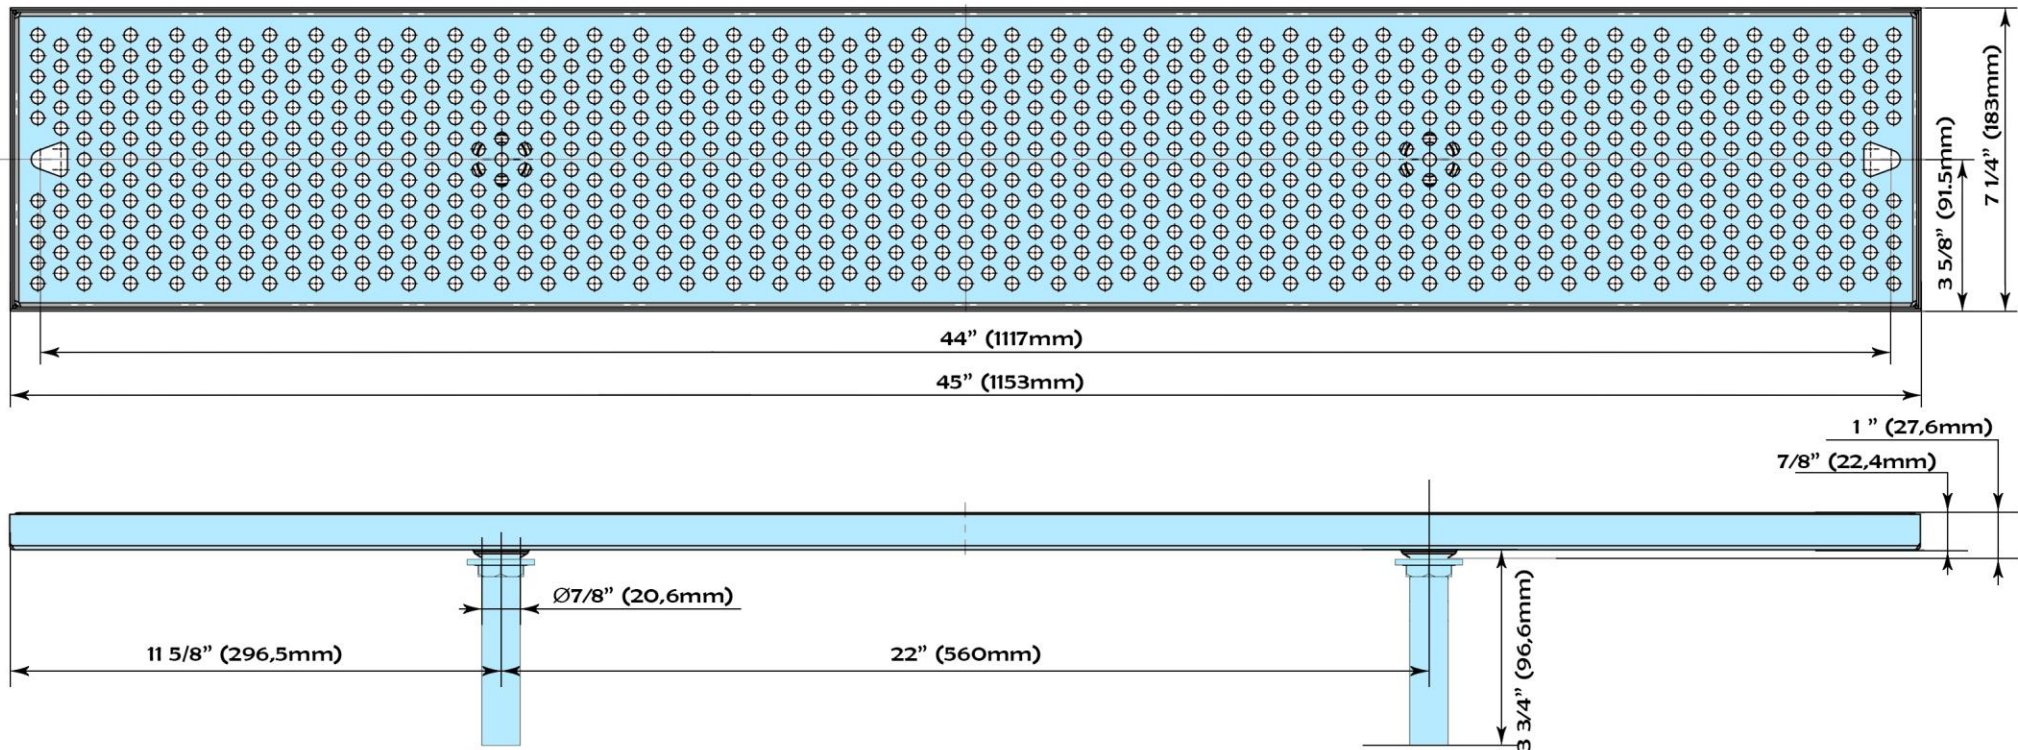 7 1/4” (183mm)
3 5/8” (91.5mm)
44” (1117mm)
45” (1153mm)
1 ” (27,6mm)
7/8” (22,4mm)
Ø7/8” (20,6mm)
11 5/8” (296,5mm)
22” (560mm)
3 3/4” (96,6mm)